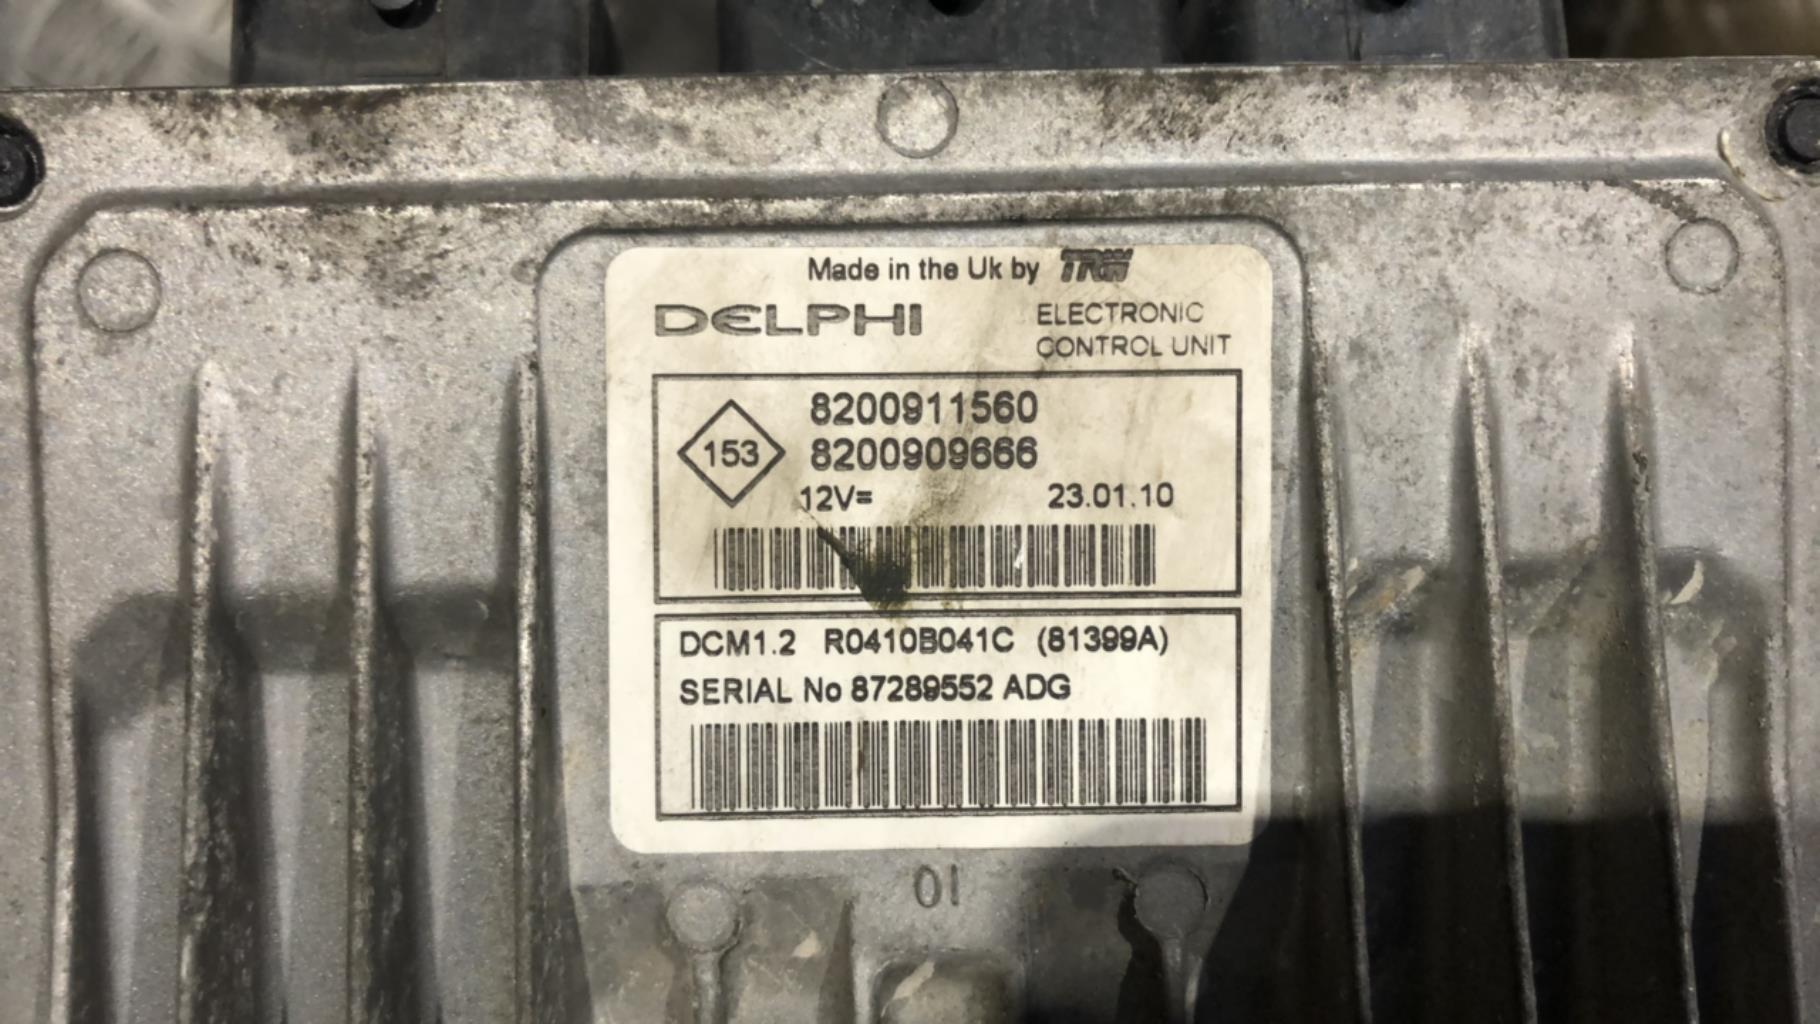 Made in the Uk by TRW
DELPHI
ELECTRONIC
CONTROL UNIT
153
8200911560
8200909666
12V=
23.01.10
DCM1.2 R0410B041C (81399A)
SERIAL No 87289552 ADG
01